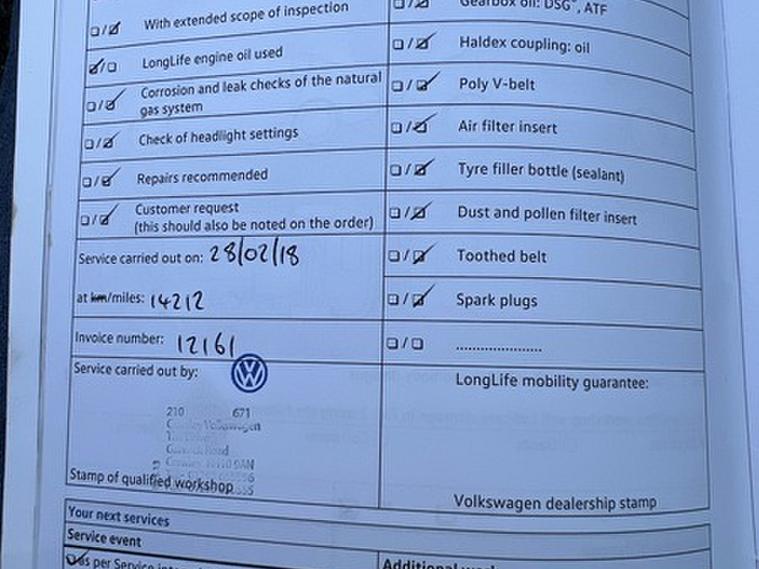 With extended scope of inspection
LongLife engine oil used
Corrosion and leak checks of the natural
gas system
Check of headlight settings
Repairs recommended
Customer request
(this should also be noted on the order)
Service carried out on: 28/02/18
at km/miles: 14212
Invoice number: 12161
Service carried out by:
210 671
Volkswagen
Road
Stamp of qualified workshop
Gearbox oil: DSG®, ATF
Haldex coupling: oil
Poly V-belt
Air filter insert
Tyre filler bottle (sealant)
Dust and pollen filter insert
Toothed belt
Spark plugs
......................
LongLife mobility guarantee:
Volkswagen dealership stamp
Your next services
Service event
as per Service
Additional